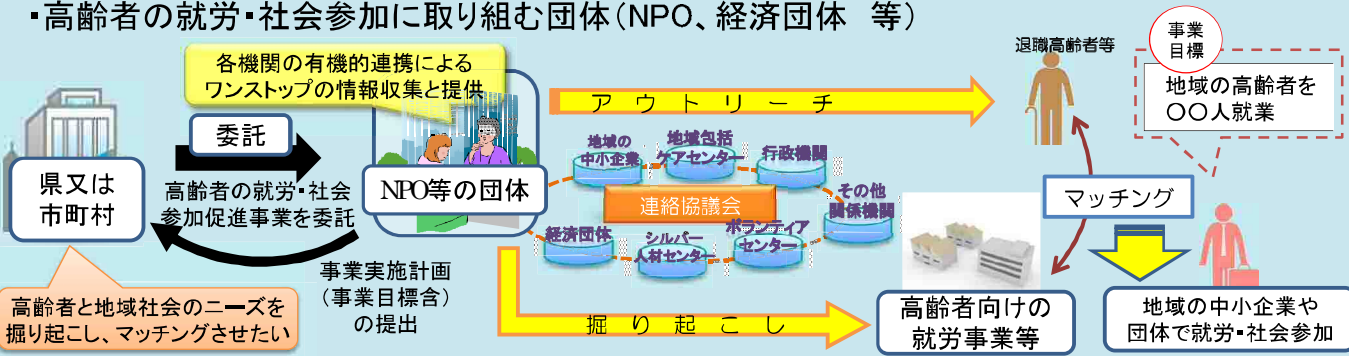 ・高齢者の就労・社会参加に取り組む団体（NPO、経済団体　等）
各機関の有機的連携による
ワンストップの情報収集と提供
委託
県又は
市町村
高齢者の就労・社会
参加促進事業を委託
NPO等の団体
事業実施計画
（事業目標含）
の提出
高齢者と地域社会のニーズを
掘り起こし、マッチングさせたい
アウトリーチ
地域の
中小企業
地域包括
ケアセンター
行政機関
その他
関係機関
連絡協議会
経済団体
シルバー
人材センター
ボランティア
センター
掘り起こし
退職高齢者等
事業
目標
地域の高齢者を
〇〇人就業
マッチング
高齢者向けの
就労事業等
地域の中小企業や
団体で就労・社会参加